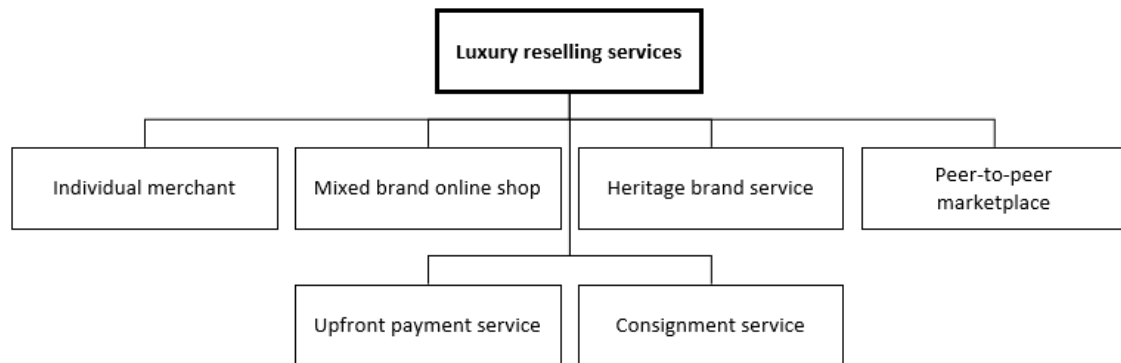 Luxury reselling services
Individual merchant
Mixed brand online shop
Heritage brand service
Peer-to-peer
marketplace
Upfront payment service
Consignment service